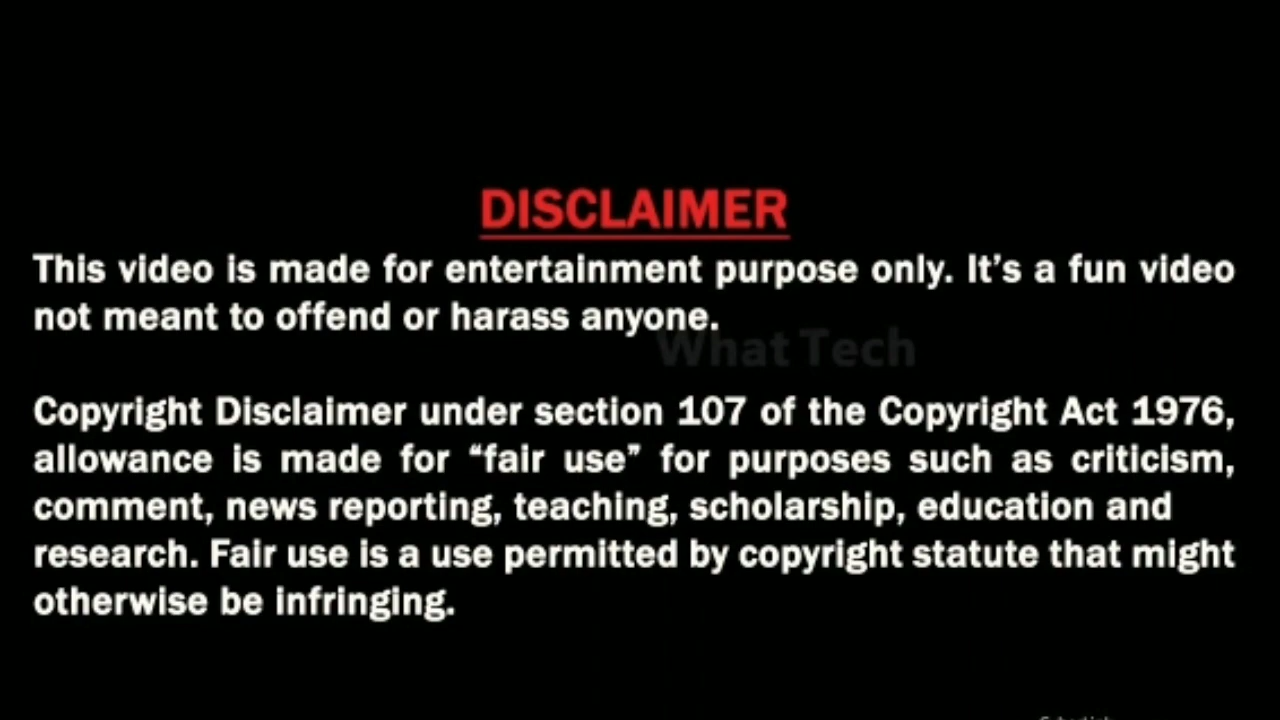 DISCLAIMER
This video is made for entertainment purpose only. It’s a fun video
not meant to offend or harass anyone.
What Tech
Copyright Disclaimer under section 107 of the Copyright Act 1976,
allowance is made for “fair use” for purposes such as criticism,
comment, news reporting, teaching, scholarship, education and
research. Fair use is a use permitted by copyright statute that might
otherwise be infringing.